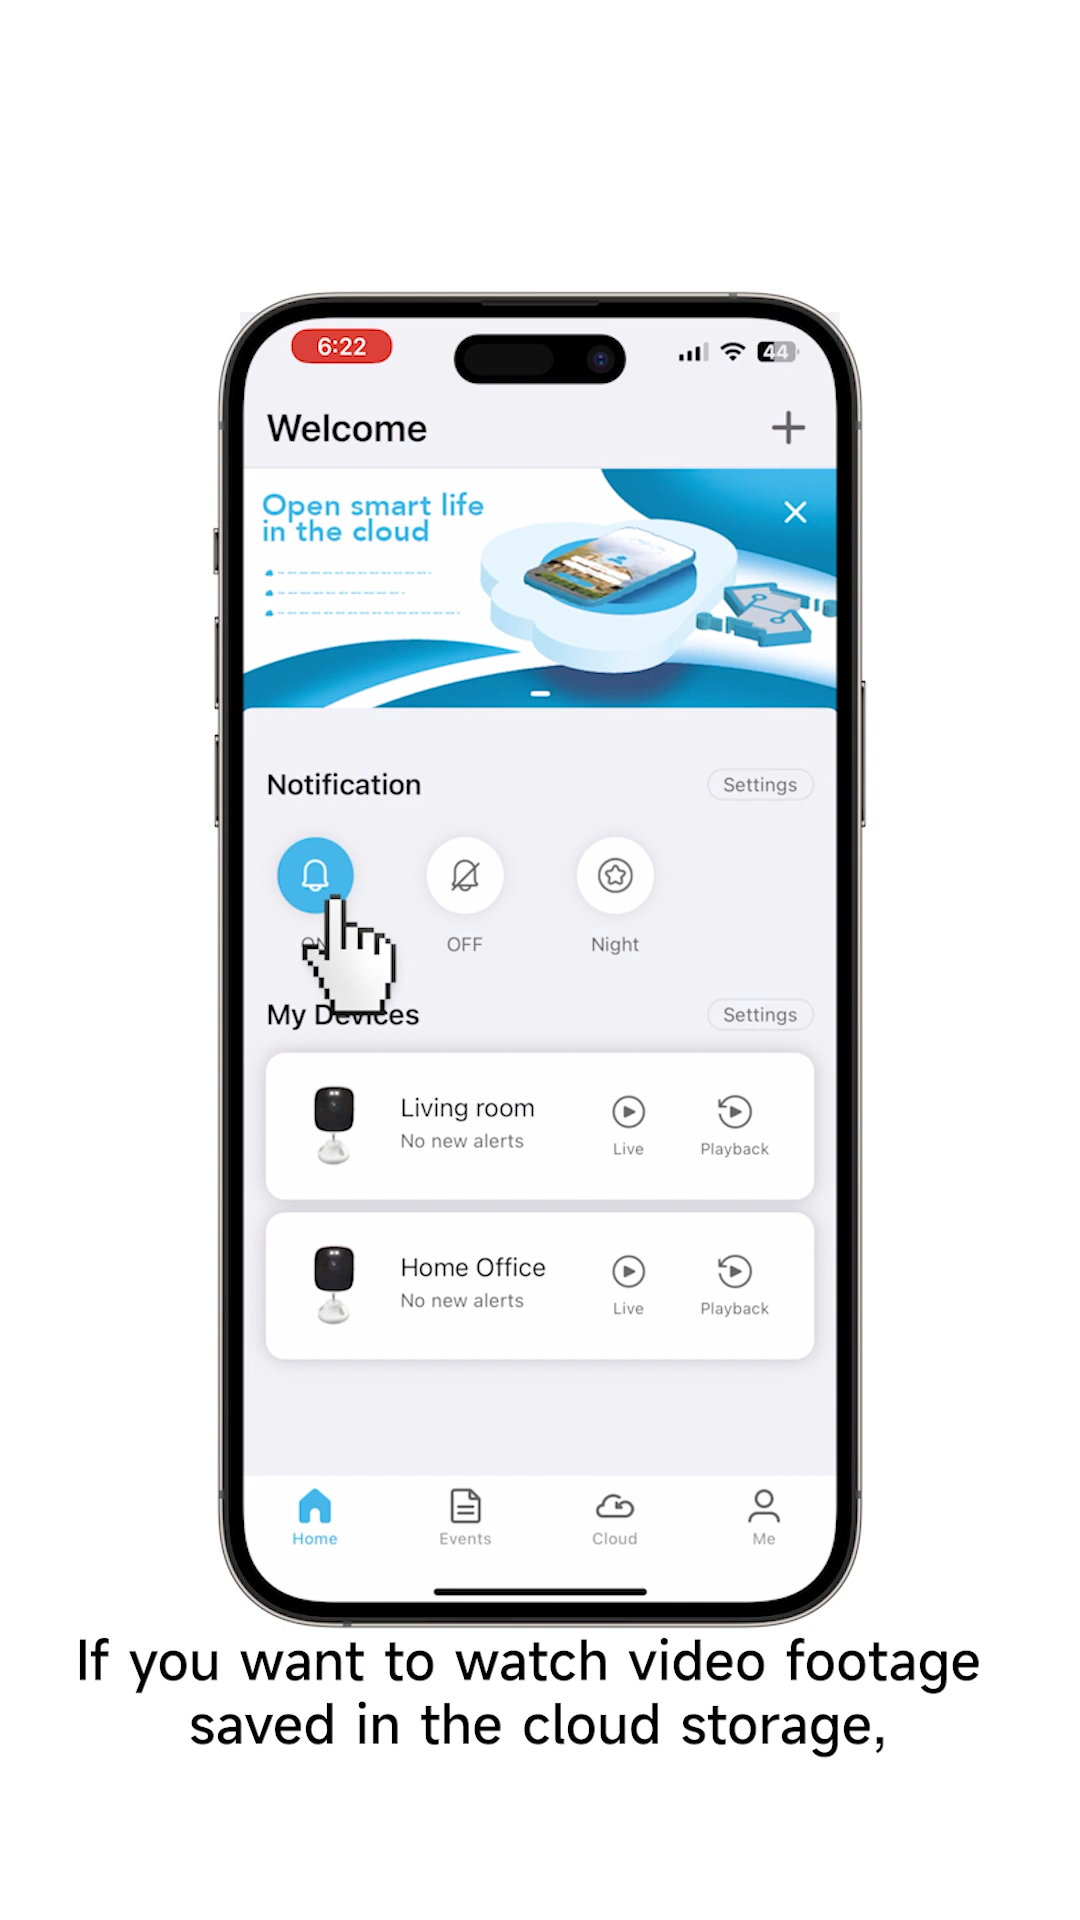 6:22
44
Welcome
Open smart life
in the cloud
Notification
Settings
OFF
Night
My Devices
Settings
Living room
No new alerts
Live
Playback
Home Office
No new alerts
Live
Playback
Home
Events
Cloud
Me
If you want to watch video footage
saved in the cloud storage,